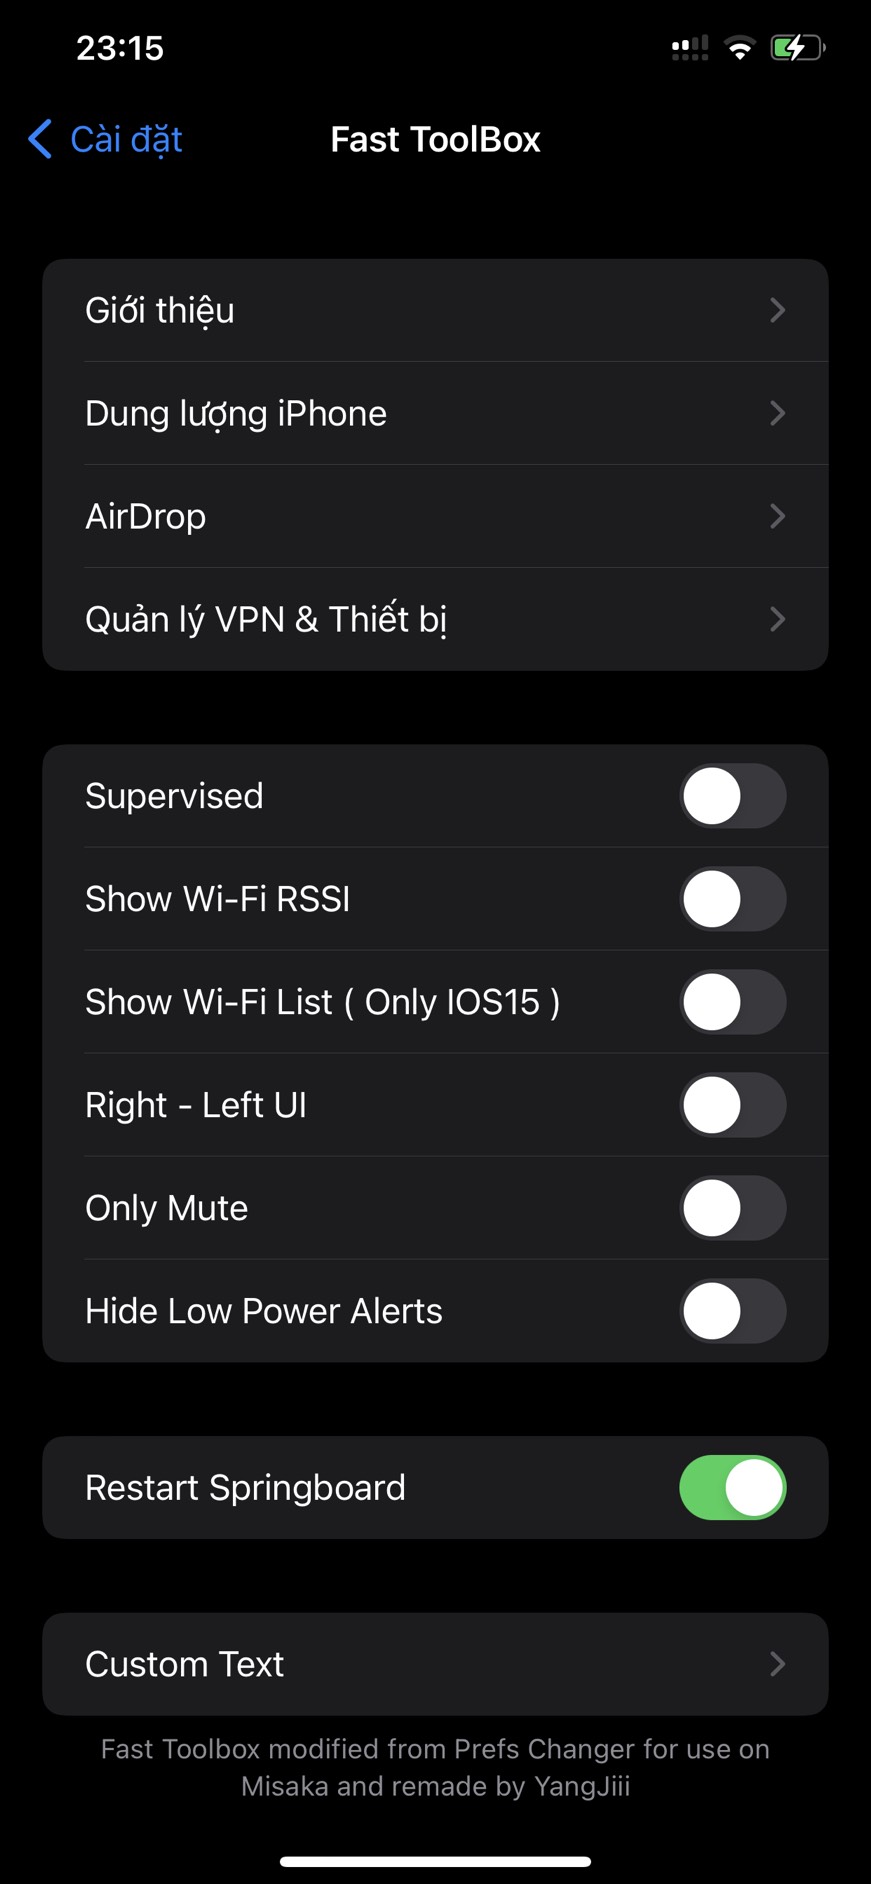 23:15
Cài đặt
Fast ToolBox
Giới thiệu
Dung lượng iPhone
AirDrop
Quản lý VPN & Thiết bị
Supervised
Show Wi-Fi RSSI
Show Wi-Fi List ( Only IOS15 )
Right - Left UI
Only Mute
Hide Low Power Alerts
Restart Springboard
Custom Text
Fast Toolbox modified from Prefs Changer for use on
Misaka and remade by YangJiii